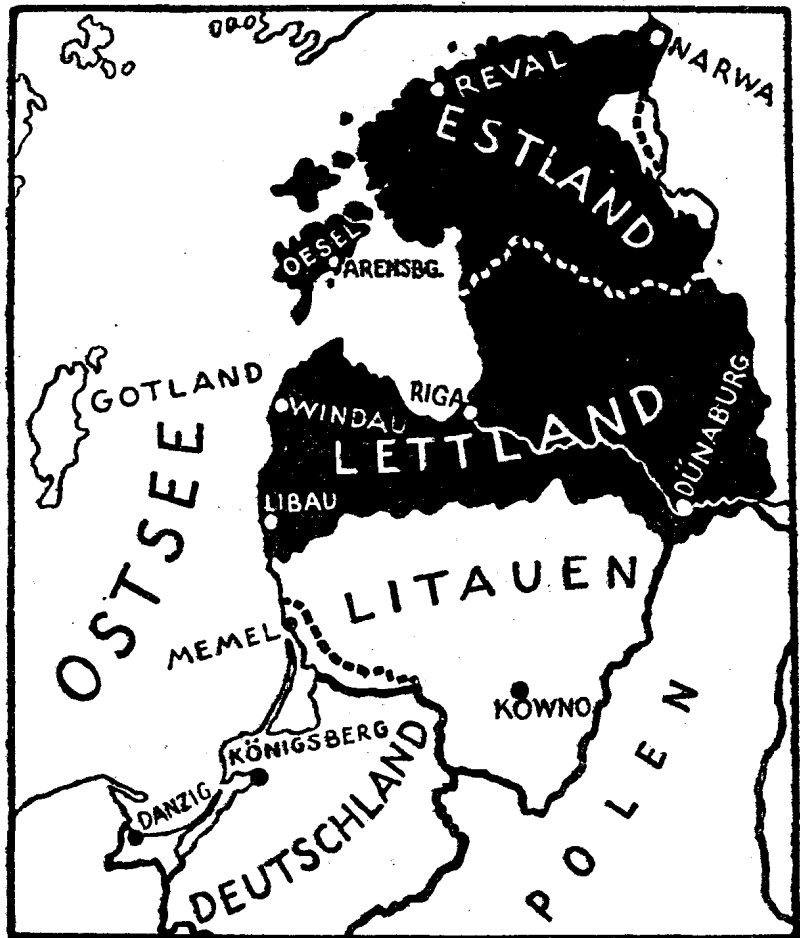 REVAL
NARWA
ESTLAND
OESEL
ARENSBG.
GOTLAND
RIGA
WINDAU
LETTLAND
DÜNABURG
LIBAU
OSTSEE
LITAUEN
MEMEL
KOWNO
KÖNIGSBERG
DANZIG
DEUTSCHLAND
POLEN